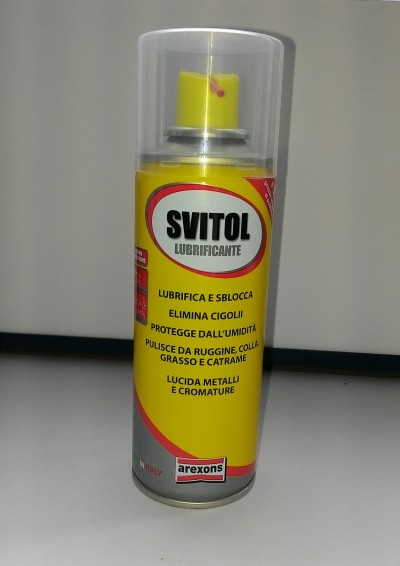 SVITOL
LUBRIFICANTE
LUBRIFICA E SBLOCCA
ELIMINA CIGOLII
PROTEGGE DALL'UMIDITÀ
PULISCE DA RUGGINE, COLLA,
GRASSO E CATRAME
LUCIDA METALLI
E CROMATURE
ITALY
arexons